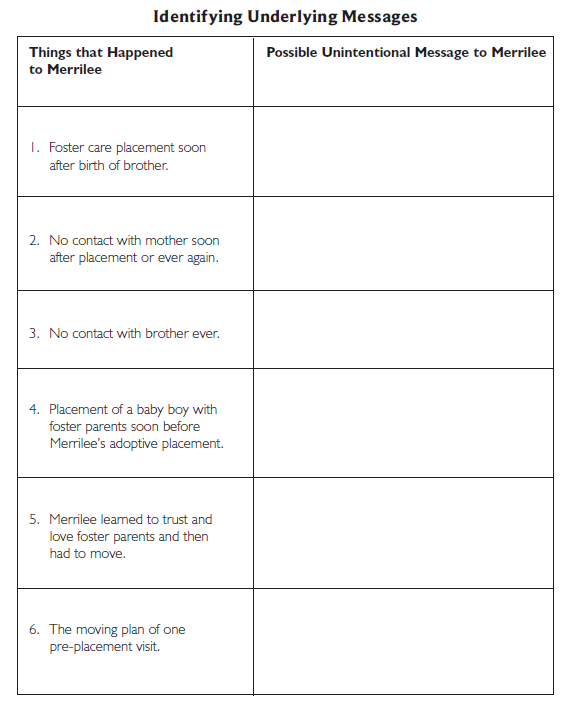 Identifying Underlying Messages
Things that Happened
to Merrilee
Possible Unintentional Message to Merrilee
1. Foster care placement soon
after birth of brother.
2. No contact with mother soon
after placement or ever again.
3. No contact with brother ever.
4. Placement of a baby boy with
foster parents soon before
Merrilee's adoptive placement.
5. Merrilee learned to trust and
love foster parents and then
had to move.
6. The moving plan of one
pre-placement visit.